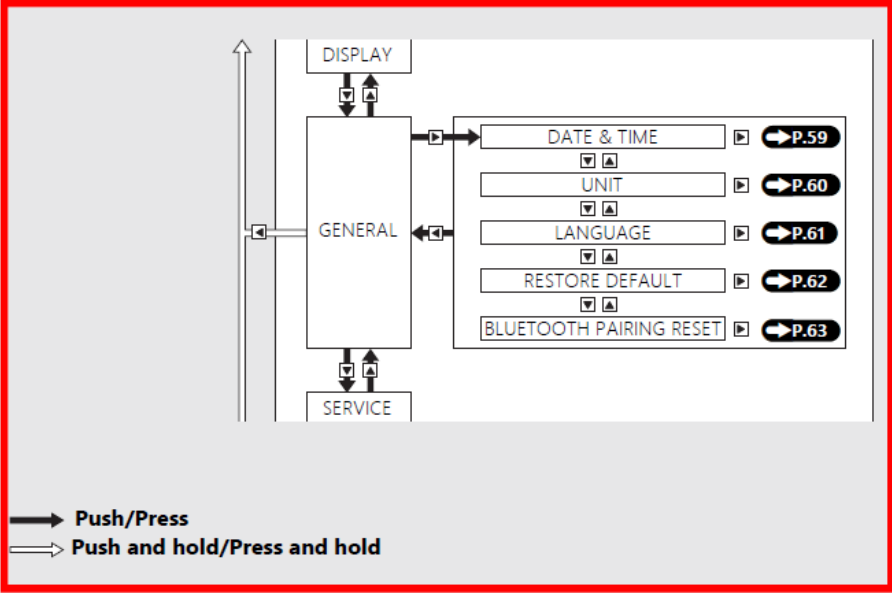 DISPLAY
DATE & TIME P.59
UNIT P.60
GENERAL LANGUAGE P.61
RESTORE DEFAULT P.62
BLUETOOTH PAIRING RESET P.63
SERVICE
Push/Press
Push and hold/Press and hold